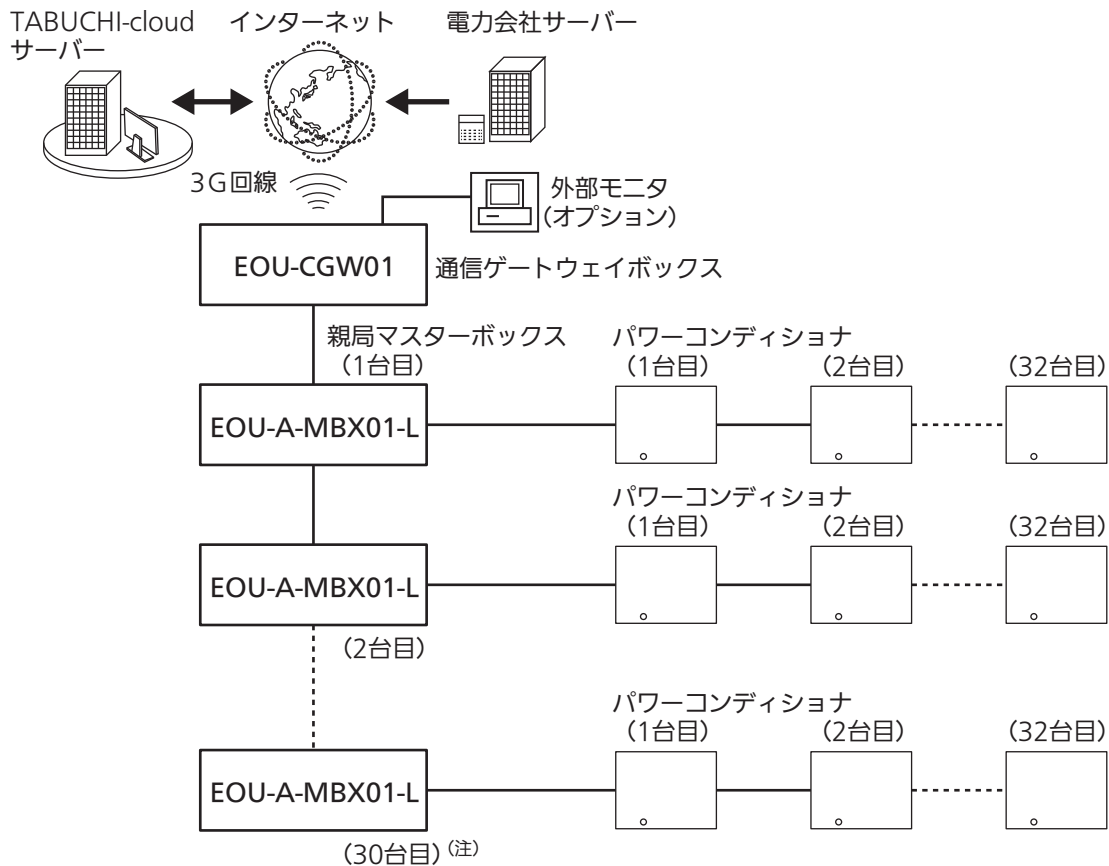 TABUCHI-cloud
サーバー
インターネット
電力会社サーバー
3G回線
外部モニタ
(オプション)
EOU-CGW01
通信ゲートウェイボックス
親局マスターボックス
(1台目)
パワーコンディショナ
(1台目)
(2台目)
(32台目)
EOU-A-MBX01-L
パワーコンディショナ
(1台目)
(2台目)
(32台目)
EOU-A-MBX01-L
(2台目)
パワーコンディショナ
(1台目)
(2台目)
(32台目)
EOU-A-MBX01-L
(30台目)(注)